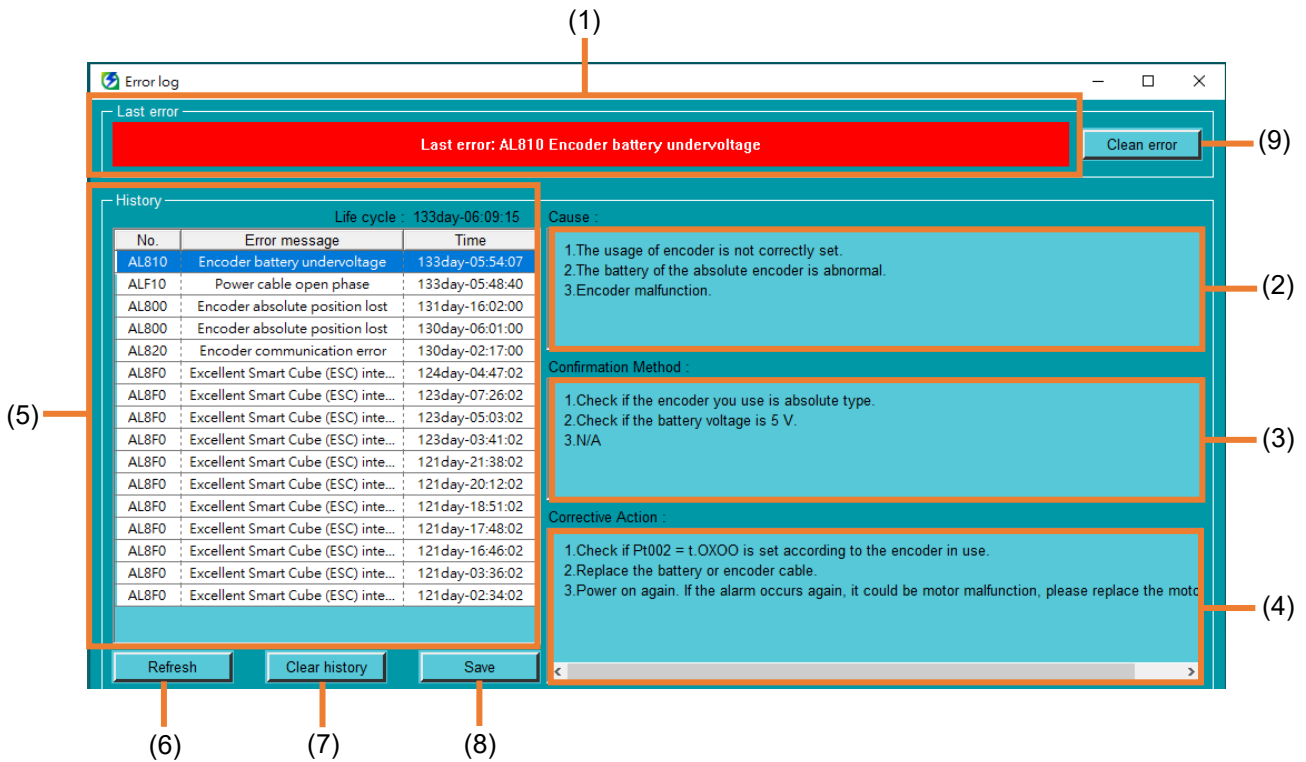 (1)
Error log
Last error
Last error: AL810 Encoder battery undervoltage
Clean error
(9)
History
Life cycle : 133day-06:09:15
No. Error message Time
AL810 Encoder battery undervoltage 133day-05:54:07
ALF10 Power cable open phase 133day-05:48:40
AL800 Encoder absolute position lost 131day-16:02:00
AL800 Encoder absolute position lost 130day-06:01:00
AL820 Encoder communication error 130day-02:17:00
AL8F0 Excellent Smart Cube (ESC) inte... 124day-04:47:02
AL8F0 Excellent Smart Cube (ESC) inte... 123day-07:26:02
AL8F0 Excellent Smart Cube (ESC) inte... 123day-05:03:02
AL8F0 Excellent Smart Cube (ESC) inte... 123day-03:41:02
AL8F0 Excellent Smart Cube (ESC) inte... 121day-21:38:02
AL8F0 Excellent Smart Cube (ESC) inte... 121day-20:12:02
AL8F0 Excellent Smart Cube (ESC) inte... 121day-18:51:02
AL8F0 Excellent Smart Cube (ESC) inte... 121day-17:48:02
AL8F0 Excellent Smart Cube (ESC) inte... 121day-16:46:02
AL8F0 Excellent Smart Cube (ESC) inte... 121day-03:36:02
AL8F0 Excellent Smart Cube (ESC) inte... 121day-02:34:02
(5)
Refresh
Clear history
Save
(6)
(7)
(8)
Cause :
1.The usage of encoder is not correctly set.
2.The battery of the absolute encoder is abnormal.
3.Encoder malfunction.
(2)
Confirmation Method :
1.Check if the encoder you use is absolute type.
2.Check if the battery voltage is 5 V.
3.N/A
(3)
Corrective Action :
1.Check if Pt002 = t.OXOO is set according to the encoder in use.
2.Replace the battery or encoder cable.
3.Power on again. If the alarm occurs again, it could be motor malfunction, please replace the moto
(4)